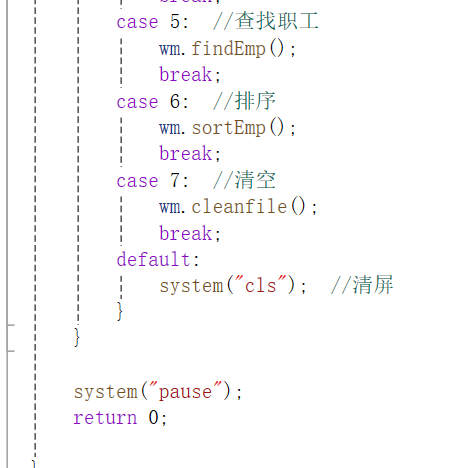 break;
case 5:  //查找职工
wm.findEmp();
break;
case 6:  //排序
wm.sortEmp();
break;
case 7:  //清空
wm.cleanfile();
break;
default:
system("cls");  //清屏
}
}
system("pause");
return 0;
}